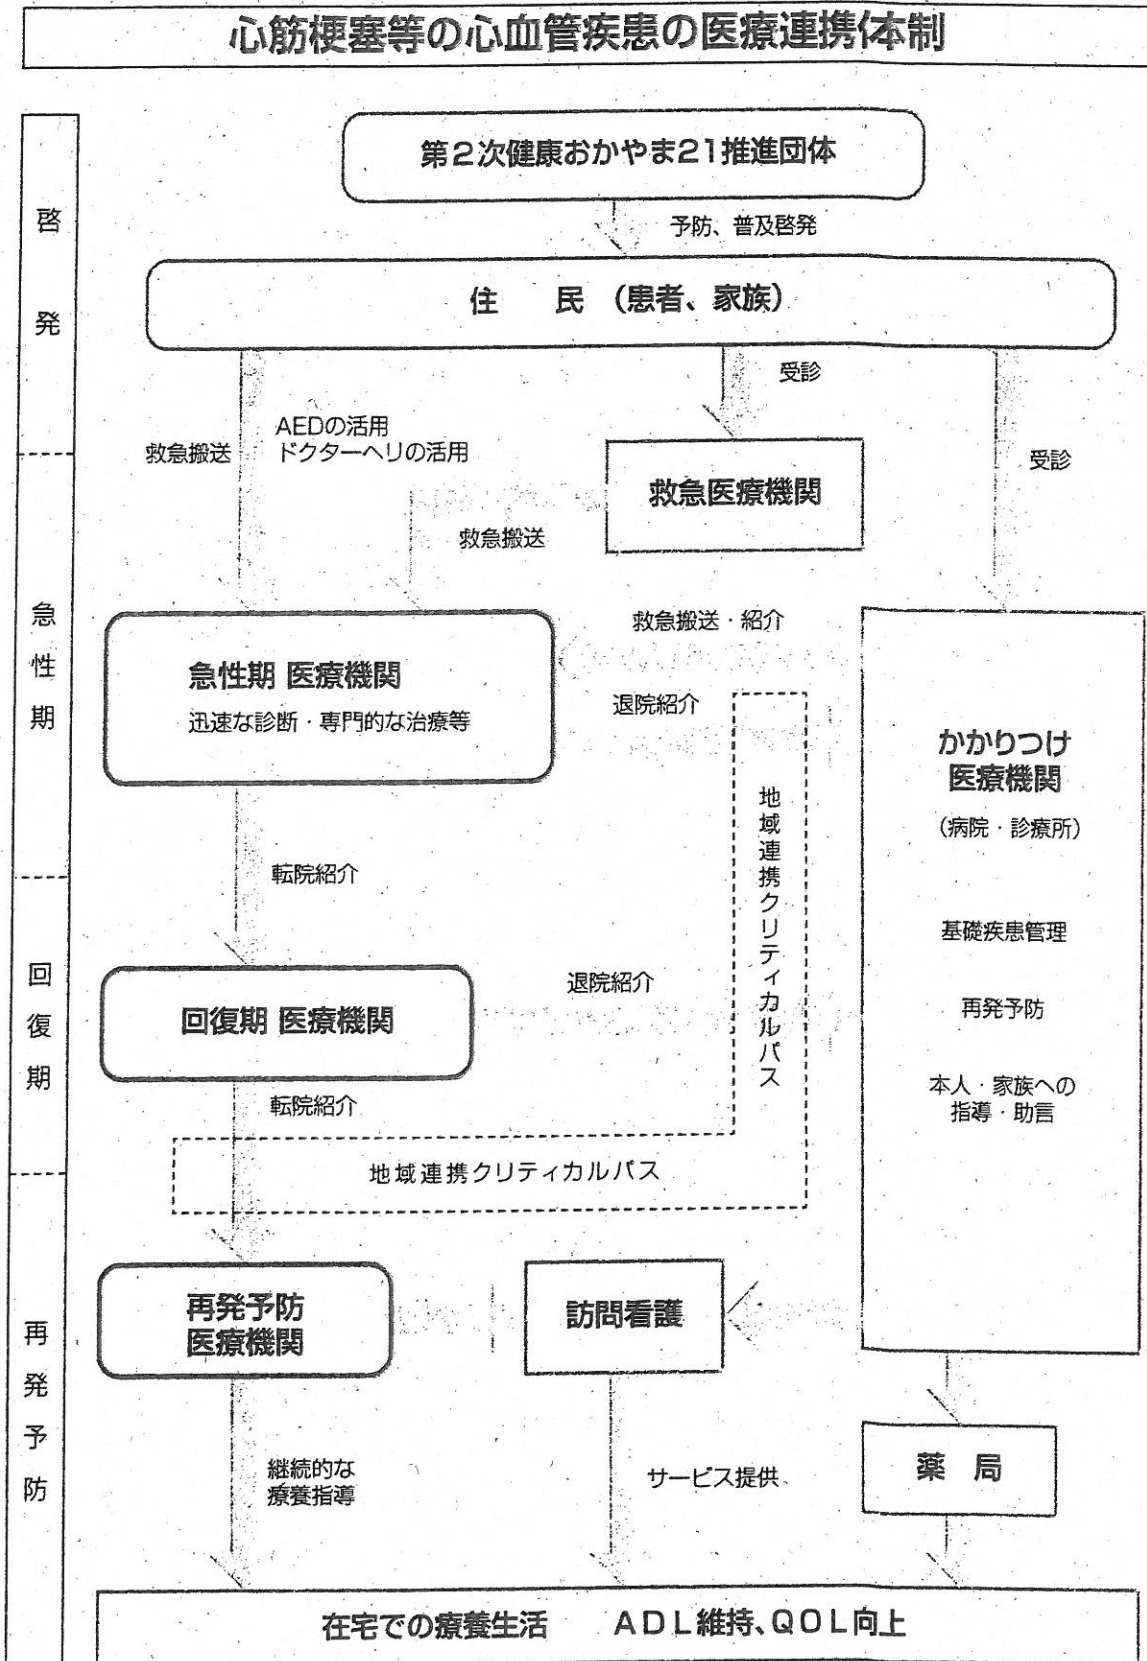 心筋梗塞等の心血管疾患の医療連携体制
啓発
第2次健康おかやま21推進団体
予防、普及啓発
住　民（患者、家族）
受診
AEDの活用
救急搬送
ドクターヘリの活用
受診
救急医療機関
救急搬送
急性期
救急搬送・紹介
急性期 医療機関
迅速な診断・専門的な治療等
退院紹介
地域連携クリティカルパス
かかりつけ
医療機関
（病院・診療所）
基礎疾患管理
再発予防
本人・家族への
指導・助言
転院紹介
回復期
回復期 医療機関
退院紹介
転院紹介
地域連携クリティカルパス
再発予防
再発予防
医療機関
訪問看護
継続的な
療養指導
サービス提供
薬　局
在宅での療養生活　ＡＤＬ維持、ＱＯＬ向上